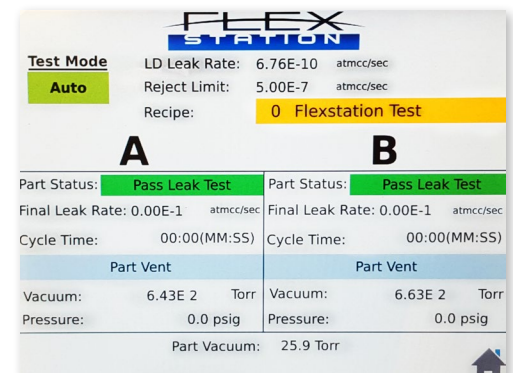 FLEX
STATION
Test Mode
Auto
LD Leak Rate: 6.76E-10 atmcc/sec
Reject Limit: 5.00E-7 atmcc/sec
Recipe: 0 Flexstation Test
A
Part Status: Pass Leak Test
Final Leak Rate: 0.00E-1 atmcc/sec
Cycle Time: 00:00(MM:SS)
Part Vent
Vacuum: 6.43E 2 Torr
Pressure: 0.0 psig
B
Part Status: Pass Leak Test
Final Leak Rate: 0.00E-1 atmcc/sec
Cycle Time: 00:00(MM:SS)
Part Vent
Vacuum: 6.63E 2 Torr
Pressure: 0.0 psig
Part Vacuum: 25.9 Torr